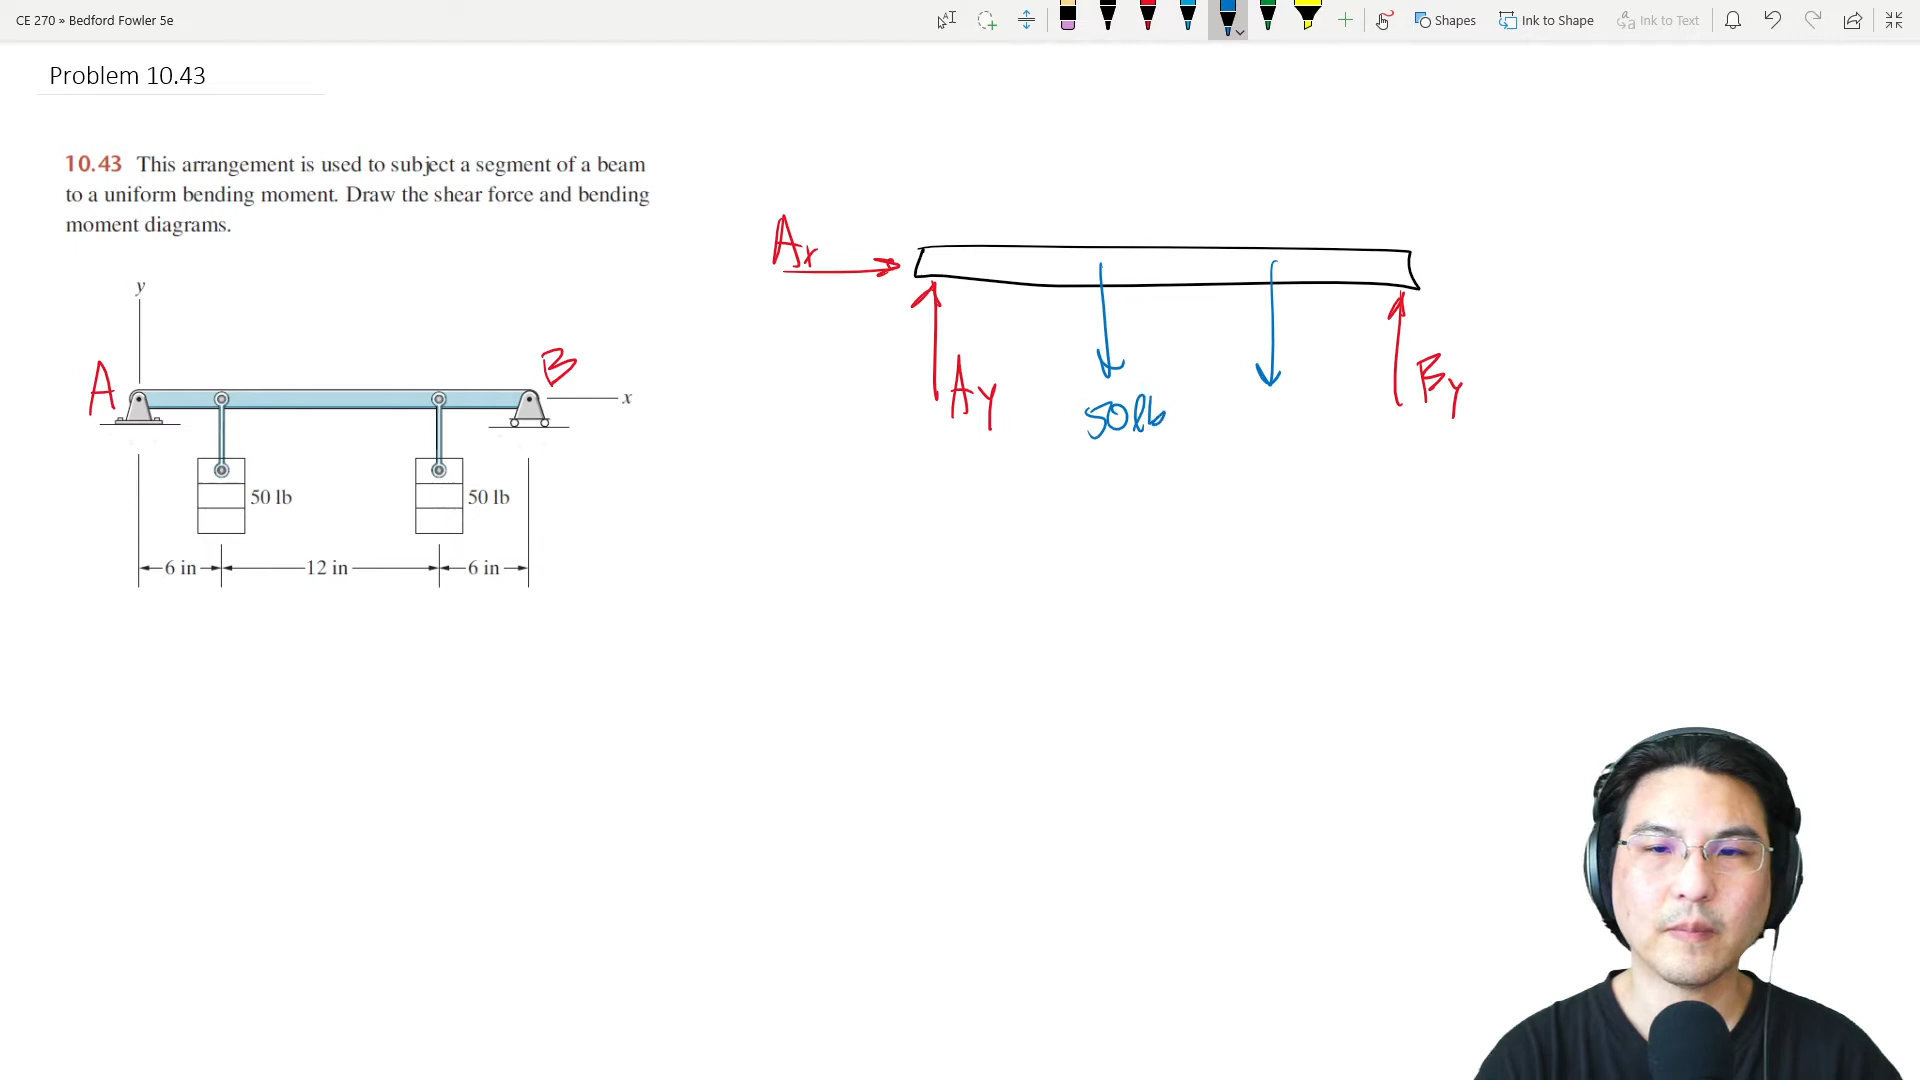 CE 270 » Bedford Fowler 5e
Shapes
Ink to Shape
Ink to Text
Problem 10.43
10.43 This arrangement is used to subject a segment of a beam
to a uniform bending moment. Draw the shear force and bending
moment diagrams.
y
A
B
x
50 lb
50 lb
6 in
12 in
6 in
Ax
Ay
50lb
By